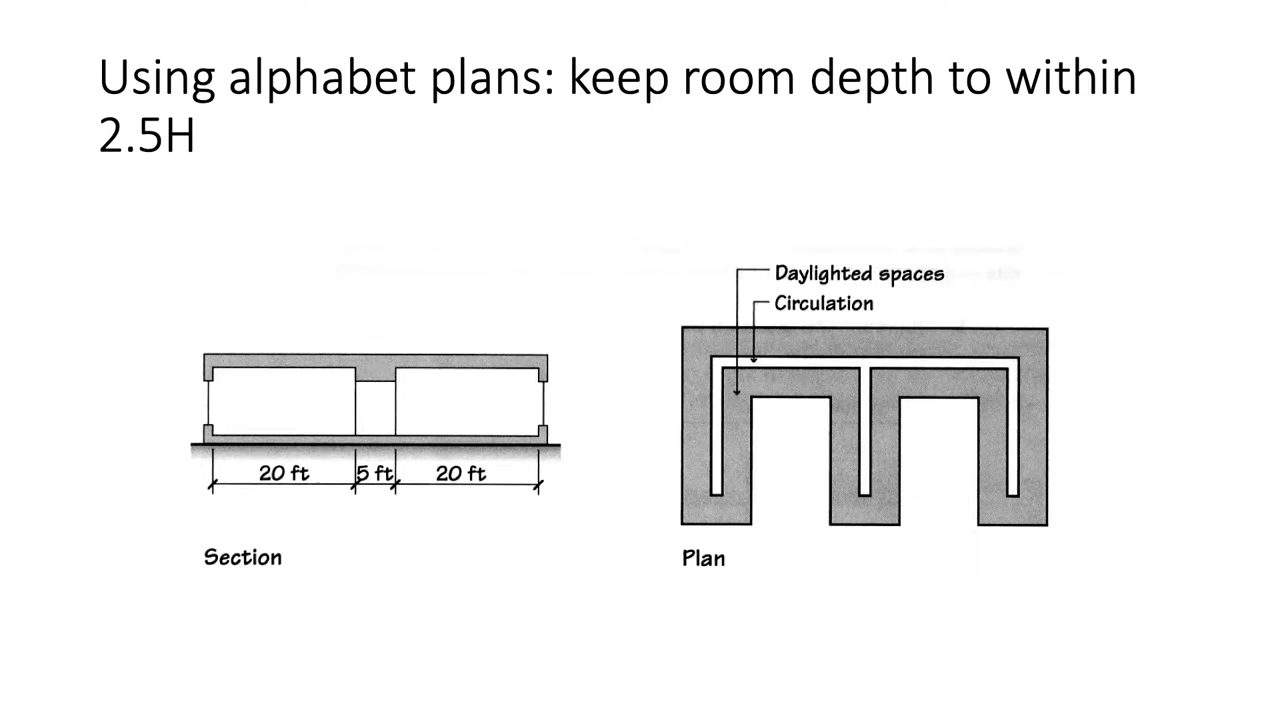 Using alphabet plans: keep room depth to within
2.5H
Daylighted spaces
Circulation
20 ft
5 ft
20 ft
Section
Plan